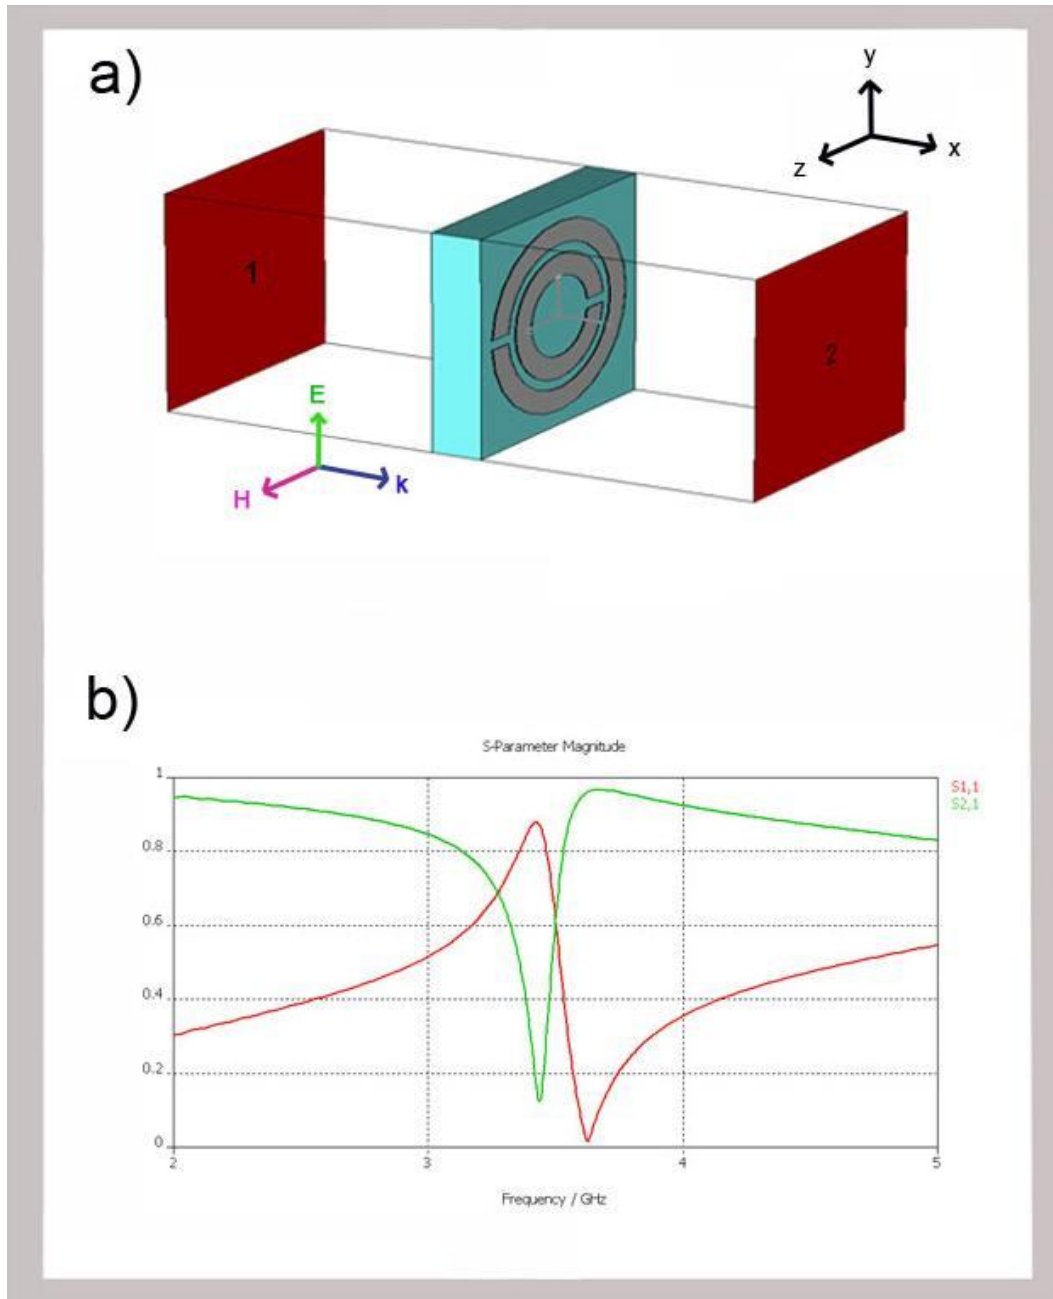 a)
y
x
z
1
2
E
H
k
b)
S-Parameter Magnitude
S1,1
S2,1
1
0.8
0.6
0.4
0.2
0
2 3 4 5
Frequency / GHz